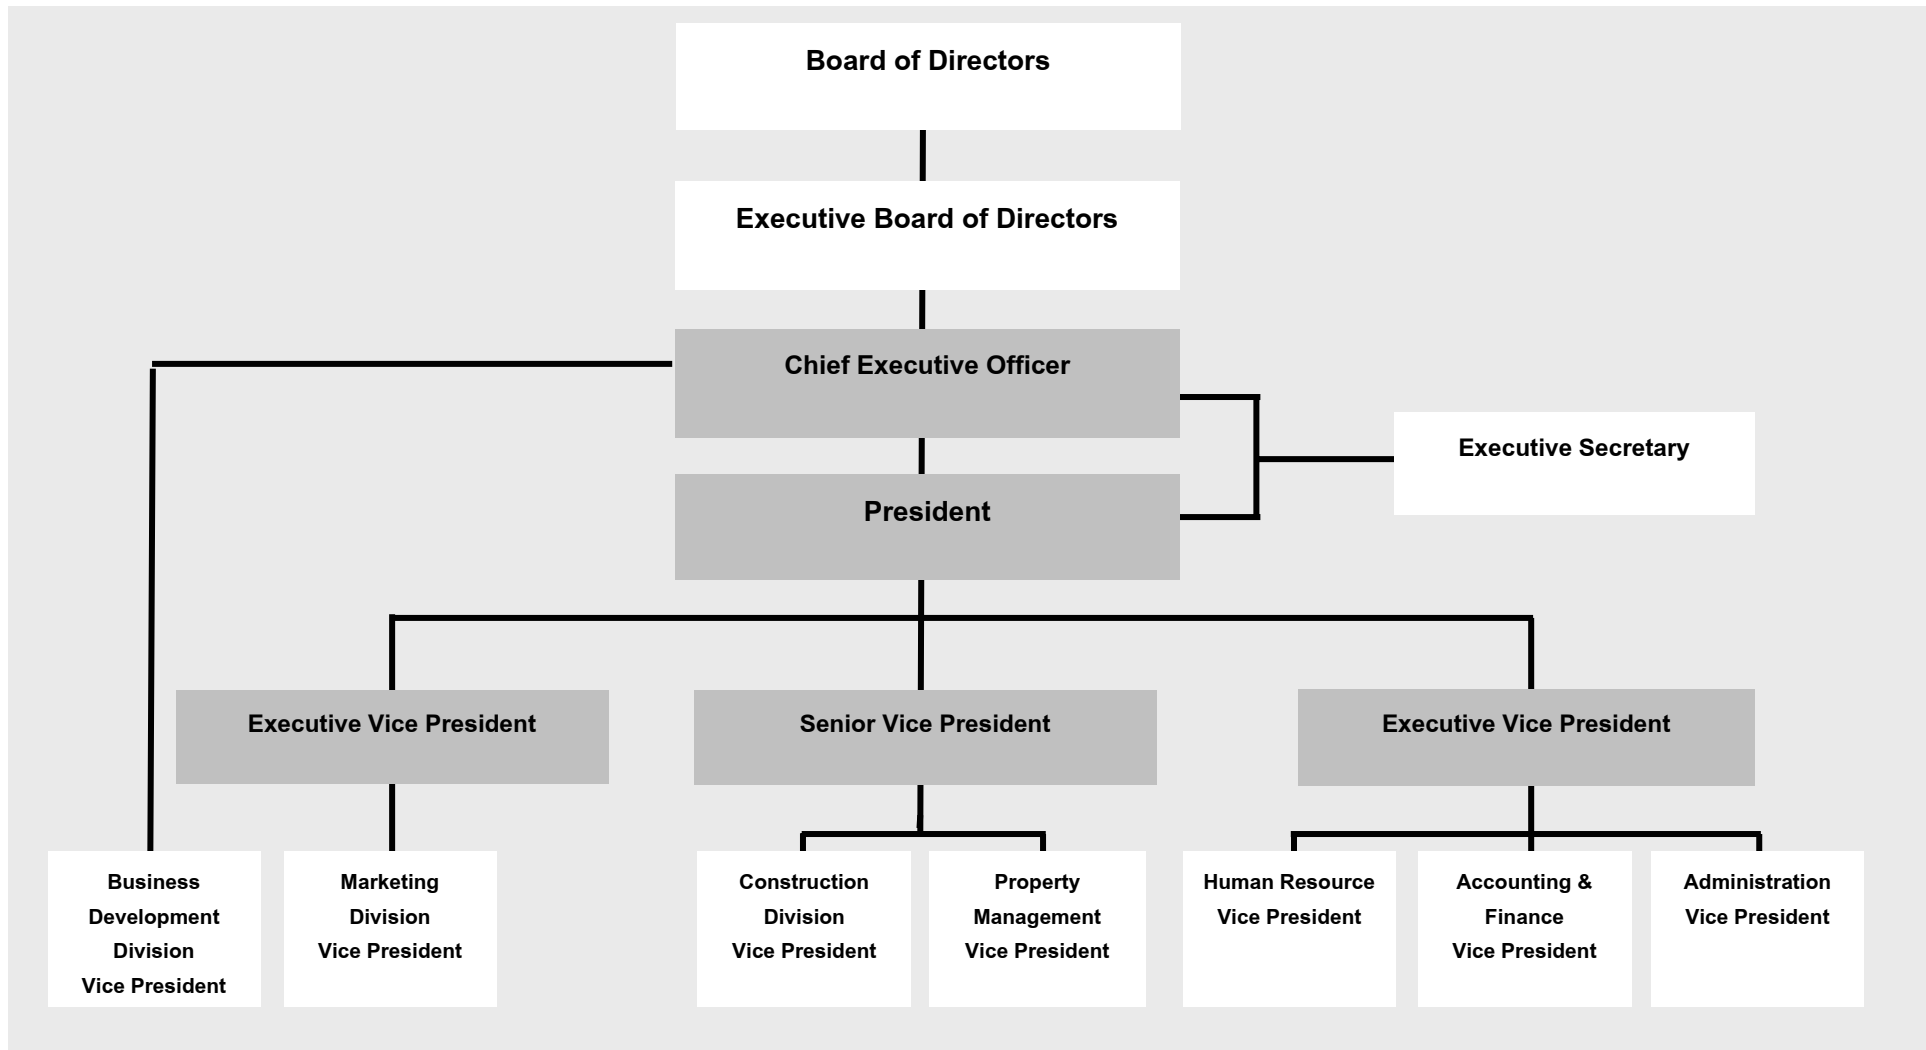 Board of Directors
Executive Board of Directors
Chief Executive Officer
Executive Secretary
President
Executive Vice President
Senior Vice President
Executive Vice President
Business
Development
Division
Vice President
Marketing
Division
Vice President
Construction
Division
Vice President
Property
Management
Vice President
Human Resource
Vice President
Accounting &
Finance
Vice President
Administration
Vice President